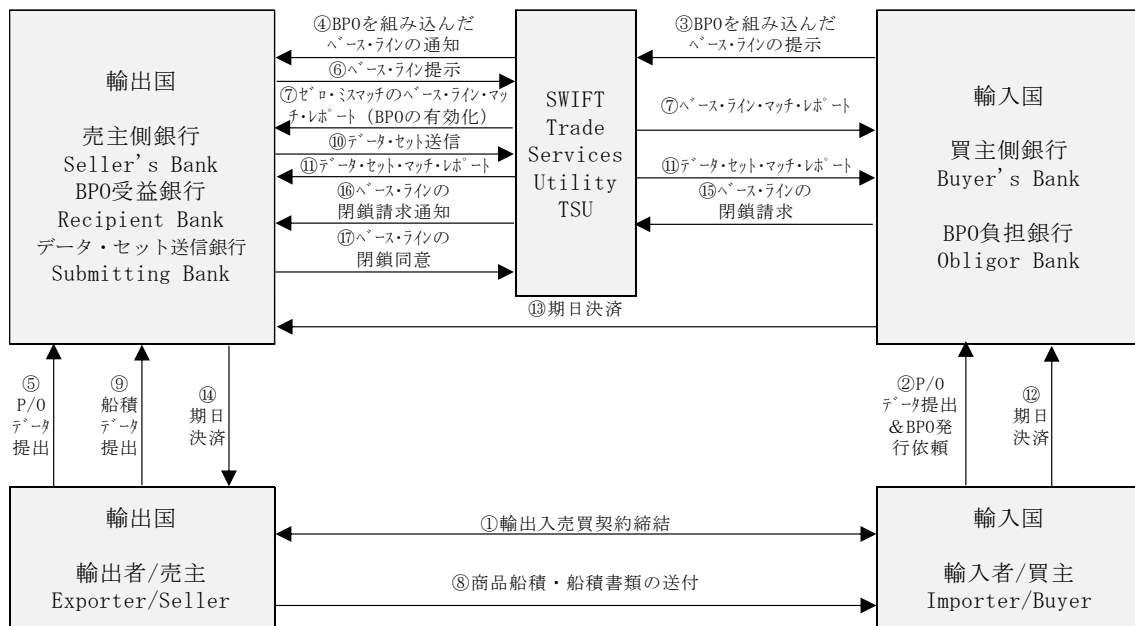 ④BPOを組み込んだ
ﾍﾞｰｽ・ﾗｲﾝの通知
③BPOを組み込んだ
ﾍﾞｰｽ・ﾗｲﾝの提示
⑥ﾍﾞｰｽ・ﾗｲﾝ提示
⑦ｾﾞﾛ・ﾐｽﾏｯﾁのﾍﾞｰｽ・ﾗｲﾝ・ﾏｯ
ﾁ・ﾚﾎﾟｰﾄ（BPOの有効化）
⑦ﾍﾞｰｽ・ﾗｲﾝ・ﾏｯﾁ・ﾚﾎﾟｰﾄ
⑩ﾃﾞｰﾀ・ｾｯﾄ送信
⑪ﾃﾞｰﾀ・ｾｯﾄ・ﾏｯﾁ・ﾚﾎﾟｰﾄ
⑪ﾃﾞｰﾀ・ｾｯﾄ・ﾏｯﾁ・ﾚﾎﾟｰﾄ
⑯ﾍﾞｰｽ・ﾗｲﾝの
閉鎖請求通知
⑮ﾍﾞｰｽ・ﾗｲﾝの
閉鎖請求
⑰ﾍﾞｰｽ・ﾗｲﾝの
閉鎖同意
輸出国
売主側銀行
Seller's Bank
BPO受益銀行
Recipient Bank
データ・セット送信銀行
Submitting Bank
SWIFT
Trade
Services
Utility
TSU
輸入国
買主側銀行
Buyer's Bank
BPO負担銀行
Obligor Bank
⑬期日決済
⑤
P/O
ﾃﾞｰﾀ
提出
⑨
船積
ﾃﾞｰﾀ
提出
⑭
期日
決済
②P/O
ﾃﾞｰﾀ提出
＆BPO発
行依頼
⑫
期日
決済
輸出国
輸出者/売主
Exporter/Seller
①輸出入売買契約締結
⑧商品船積・船積書類の送付
輸入国
輸入者/買主
Importer/Buyer